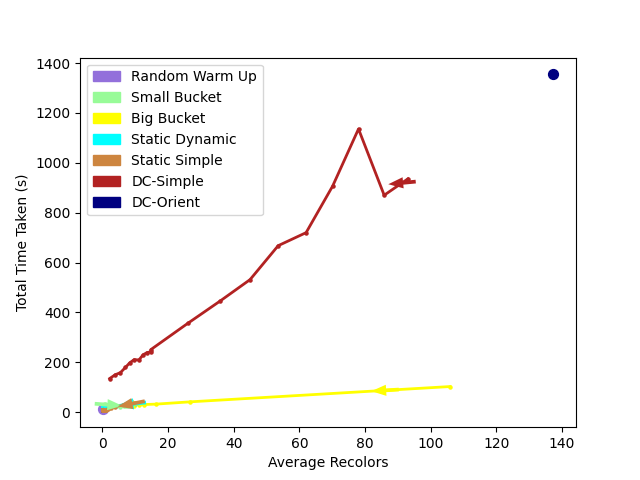 1400
1200
1000
800
600
400
200
0
Total Time Taken (s)
Random Warm Up
Small Bucket
Big Bucket
Static Dynamic
Static Simple
DC-Simple
DC-Orient
0 20 40 60 80 100 120 140
Average Recolors